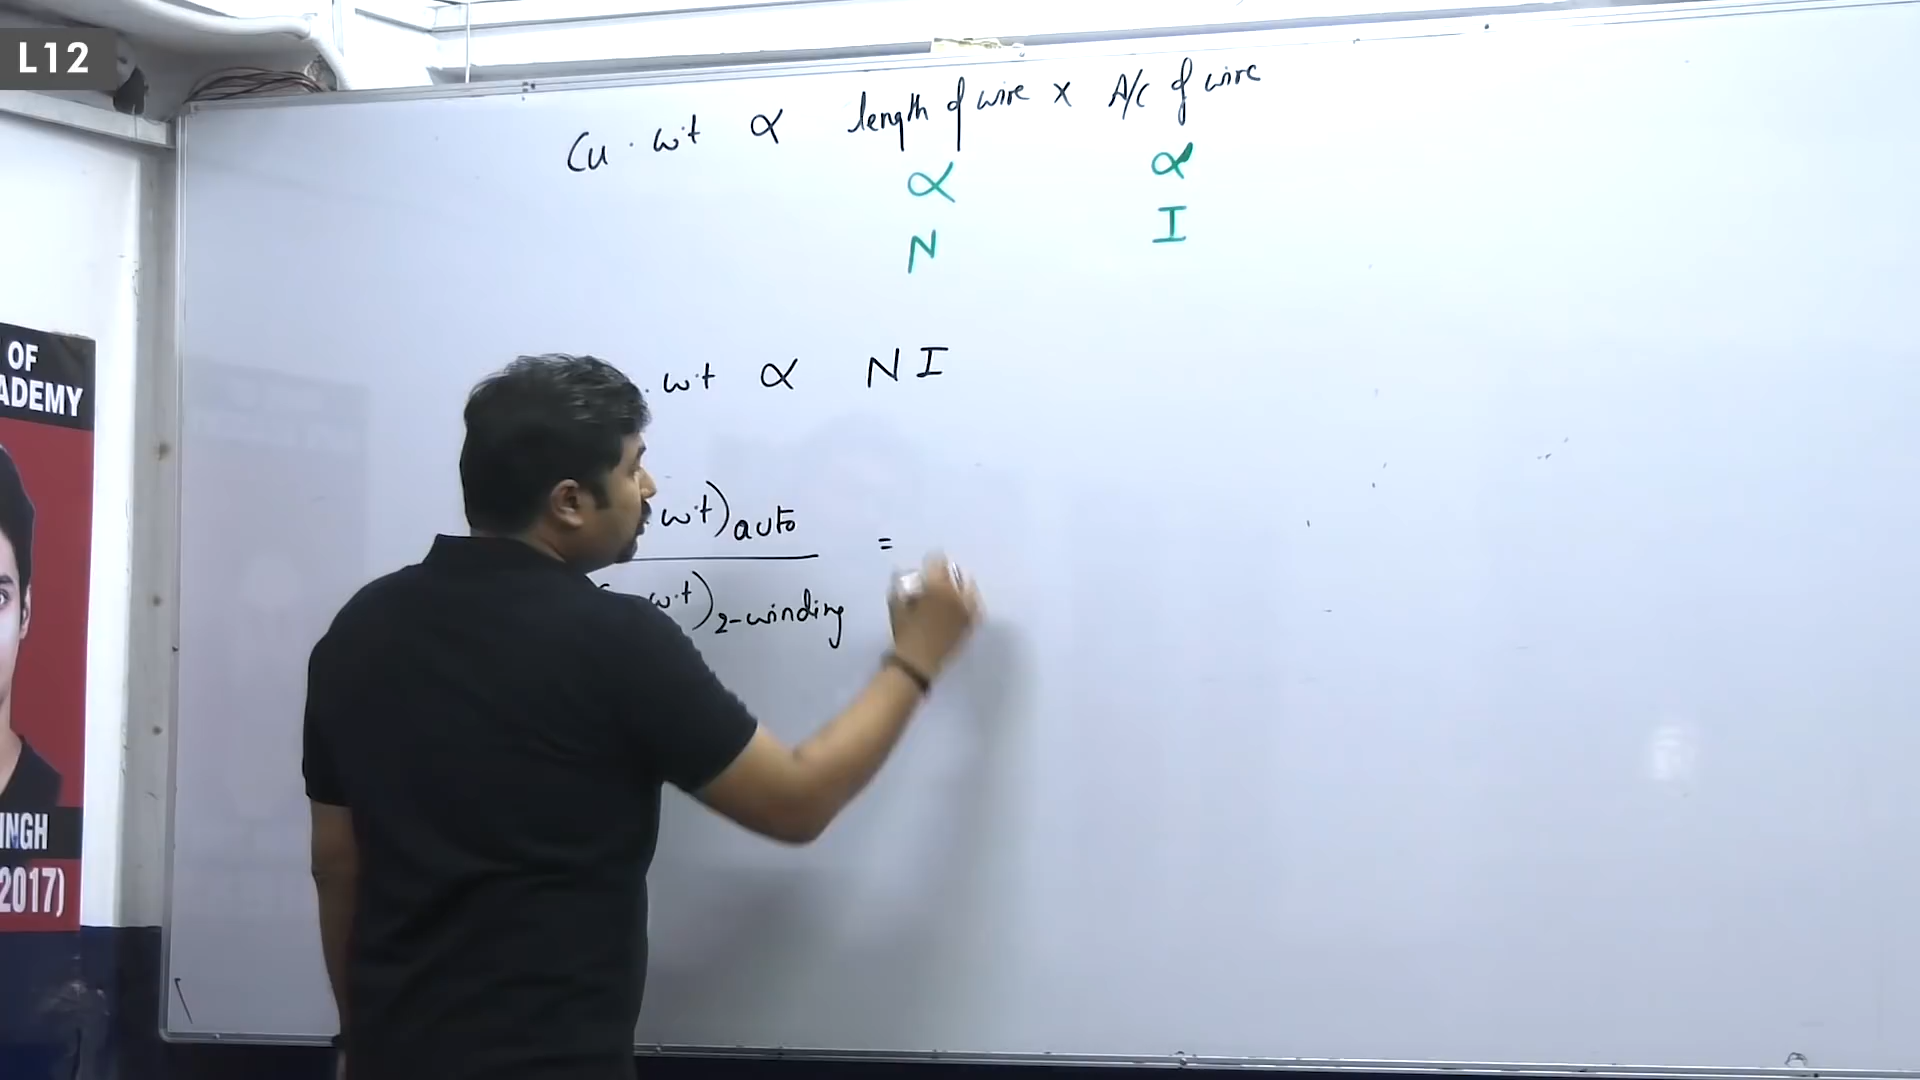 L12
Cu. wt ∝ length of wire x A/c of wire
∝ ∝
N I
. wt ∝ N I
wt) auto =
wt) 2-winding
OF
ADEMY
INGH
2017)